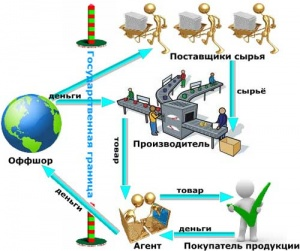 Поставщики сырья
Государственная граница
деньги
сырьё
Производитель
Оффшор
товар
товар
деньги
деньги
Агент
Покупатель продукции